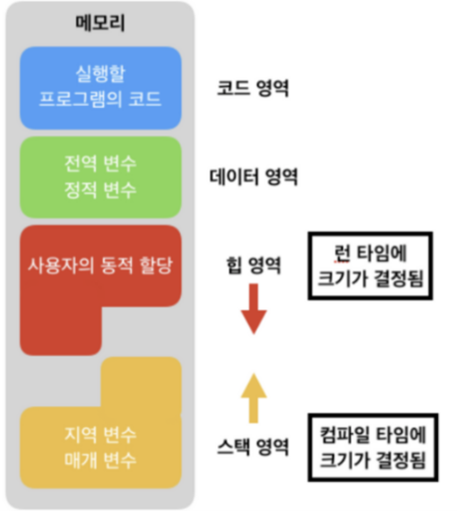 메모리
실행할
프로그램의 코드
코드 영역
전역 변수
정적 변수
데이터 영역
사용자의 동적 할당
힙 영역
런 타임에
크기가 결정됨
지역 변수
매개 변수
스택 영역
컴파일 타임에
크기가 결정됨